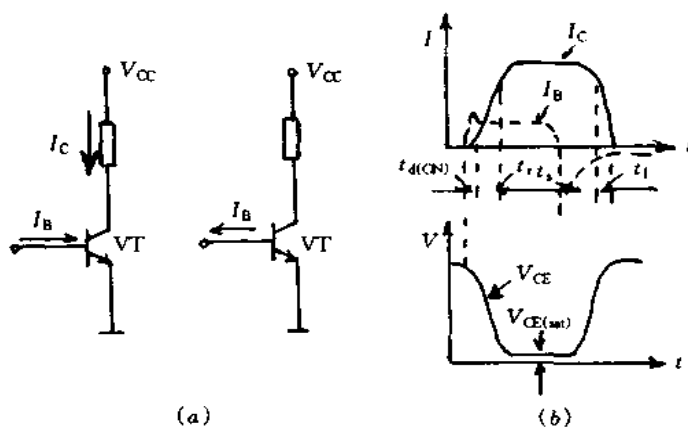 V_CC
V_CC
I_C
I_B
VT
I_B
VT
(a)
I
I_C
I_B
t_d(ON)
t_r
t_s
t_f
V
V_CE
V_CE(sat)
t
(b)